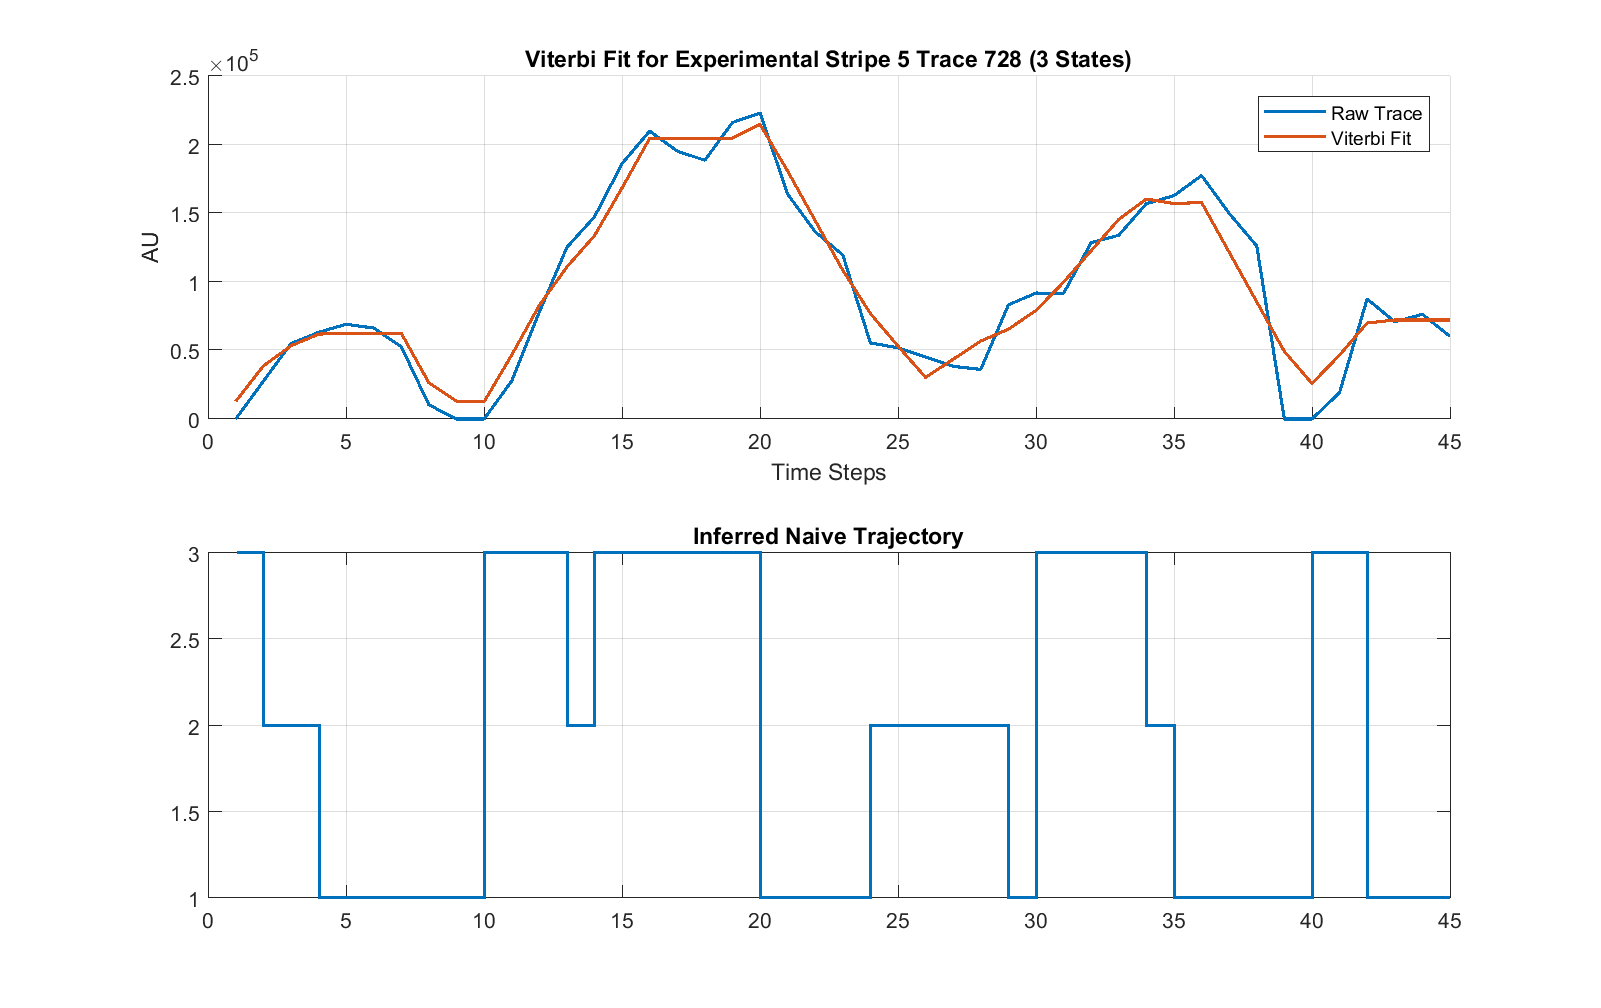 Viterbi Fit for Experimental Stripe 5 Trace 728 (3 States)
×10^5
2.5
2
1.5
1
0.5
0
AU
Raw Trace
Viterbi Fit
0 5 10 15 20 25 30 35 40 45
Time Steps
Inferred Naive Trajectory
3
2.5
2
1.5
1
0 5 10 15 20 25 30 35 40 45